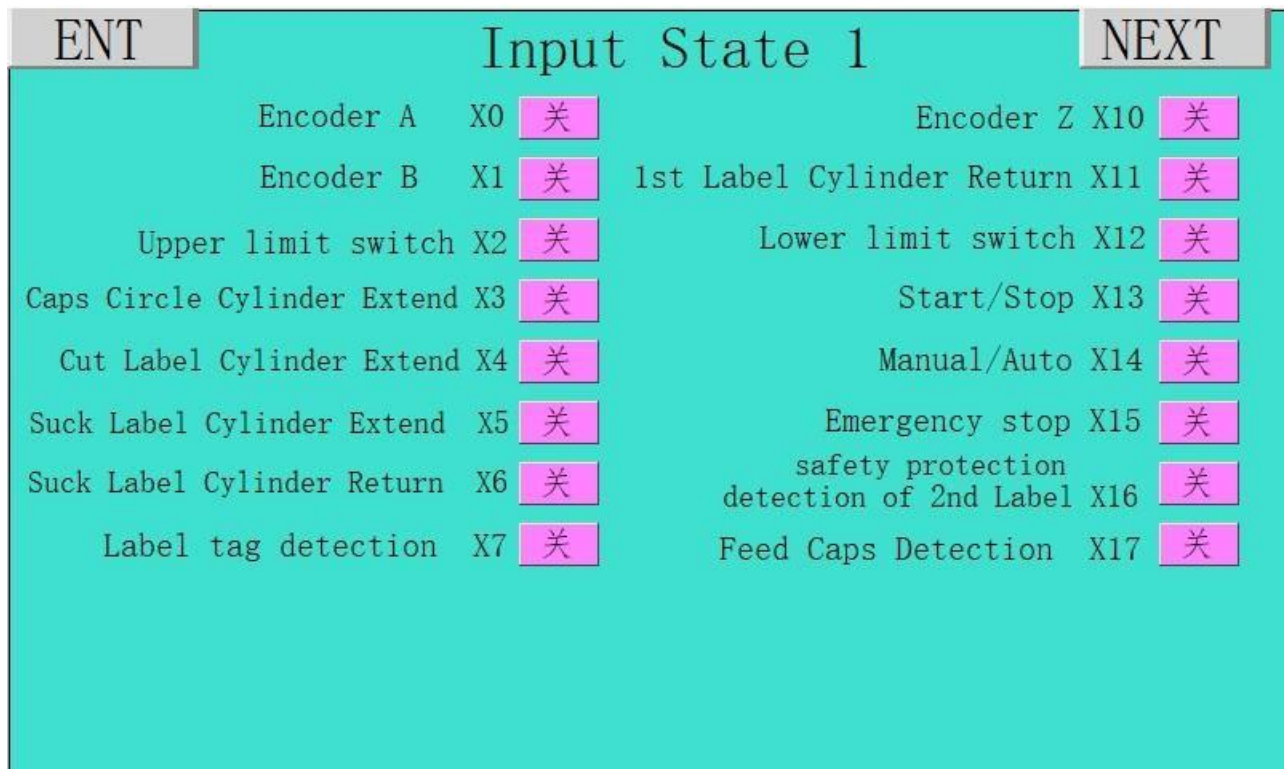 ENT
Input State 1
NEXT
Encoder A X0 关
Encoder Z X10 关
Encoder B X1 关
1st Label Cylinder Return X11 关
Upper limit switch X2 关
Lower limit switch X12 关
Caps Circle Cylinder Extend X3 关
Start/Stop X13 关
Cut Label Cylinder Extend X4 关
Manual/Auto X14 关
Suck Label Cylinder Extend X5 关
Emergency stop X15 关
Suck Label Cylinder Return X6 关
safety protection
detection of 2nd Label X16 关
Label tag detection X7 关
Feed Caps Detection X17 关